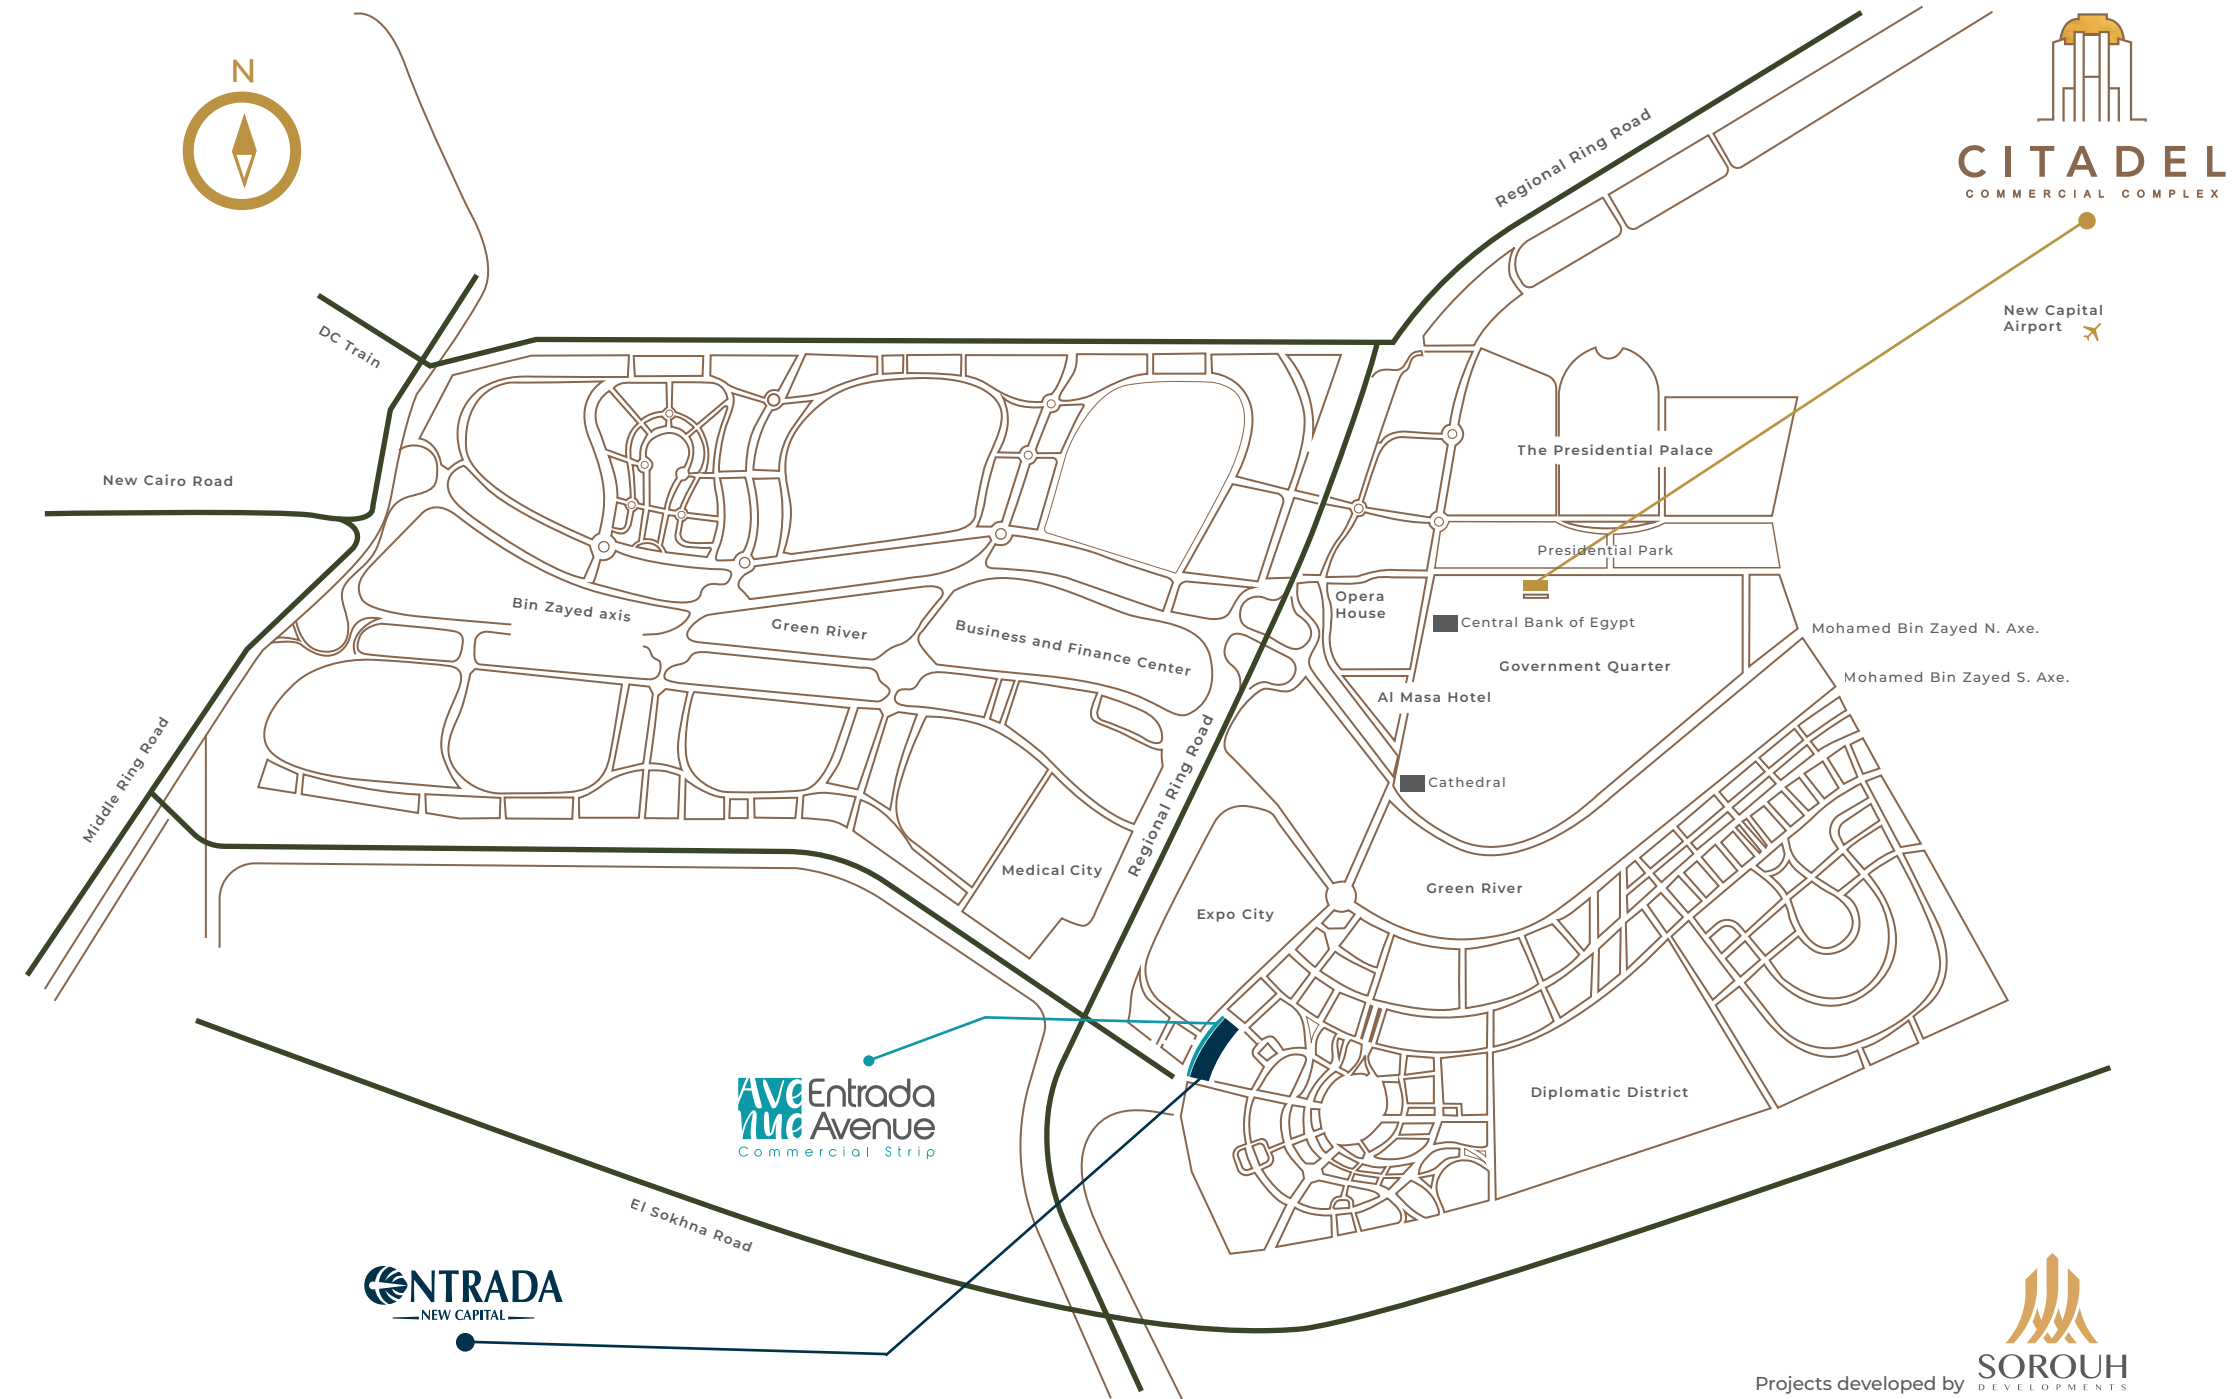 N
CITADEL
COMMERCIAL COMPLEX
Regional Ring Road
New Capital
Airport
DC Train
New Cairo Road
The Presidential Palace
Presidential Park
Opera
House
Central Bank of Egypt
Bin Zayed axis
Green River
Business and Finance Center
Mohamed Bin Zayed N. Axe.
Government Quarter
Mohamed Bin Zayed S. Axe.
Al Masa Hotel
Middle Ring Road
Regional Ring Road
Cathedral
Medical City
Green River
Expo City
Ave Entrada
nue Avenue
Commercial Strip
Diplomatic District
El Sokhna Road
ENTRADA
NEW CAPITAL
Projects developed by
SOROUH
DEVELOPMENTS